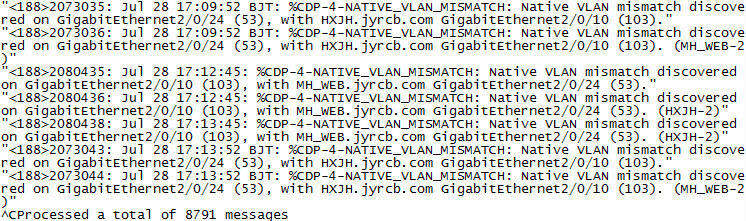 "<188>2073035: Jul 28 17:09:52 BJT: %CDP-4-NATIVE_VLAN_MISMATCH: Native VLAN mismatch discove
red on GigabitEthernet2/0/24 (53), with HXJH.jyrcb.com GigabitEthernet2/0/10 (103)."
"<188>2073036: Jul 28 17:09:52 BJT: %CDP-4-NATIVE_VLAN_MISMATCH: Native VLAN mismatch discove
red on GigabitEthernet2/0/24 (53), with HXJH.jyrcb.com GigabitEthernet2/0/10 (103). (MH_WEB-2
)"
"<188>2080435: Jul 28 17:12:45: %CDP-4-NATIVE_VLAN_MISMATCH: Native VLAN mismatch discovered
on GigabitEthernet2/0/10 (103), with MH_WEB.jyrcb.com GigabitEthernet2/0/24 (53)."
"<188>2080436: Jul 28 17:12:45: %CDP-4-NATIVE_VLAN_MISMATCH: Native VLAN mismatch discovered
on GigabitEthernet2/0/10 (103), with MH_WEB.jyrcb.com GigabitEthernet2/0/24 (53). (HXJH-2)"
"<188>2080438: Jul 28 17:13:45: %CDP-4-NATIVE_VLAN_MISMATCH: Native VLAN mismatch discovered
on GigabitEthernet2/0/10 (103), with MH_WEB.jyrcb.com GigabitEthernet2/0/24 (53). (HXJH-2)"
"<188>2073043: Jul 28 17:13:52 BJT: %CDP-4-NATIVE_VLAN_MISMATCH: Native VLAN mismatch discove
red on GigabitEthernet2/0/24 (53), with HXJH.jyrcb.com GigabitEthernet2/0/10 (103)."
"<188>2073044: Jul 28 17:13:52 BJT: %CDP-4-NATIVE_VLAN_MISMATCH: Native VLAN mismatch discove
red on GigabitEthernet2/0/24 (53), with HXJH.jyrcb.com GigabitEthernet2/0/10 (103). (MH_WEB-2
)"
^CProcessed a total of 8791 messages